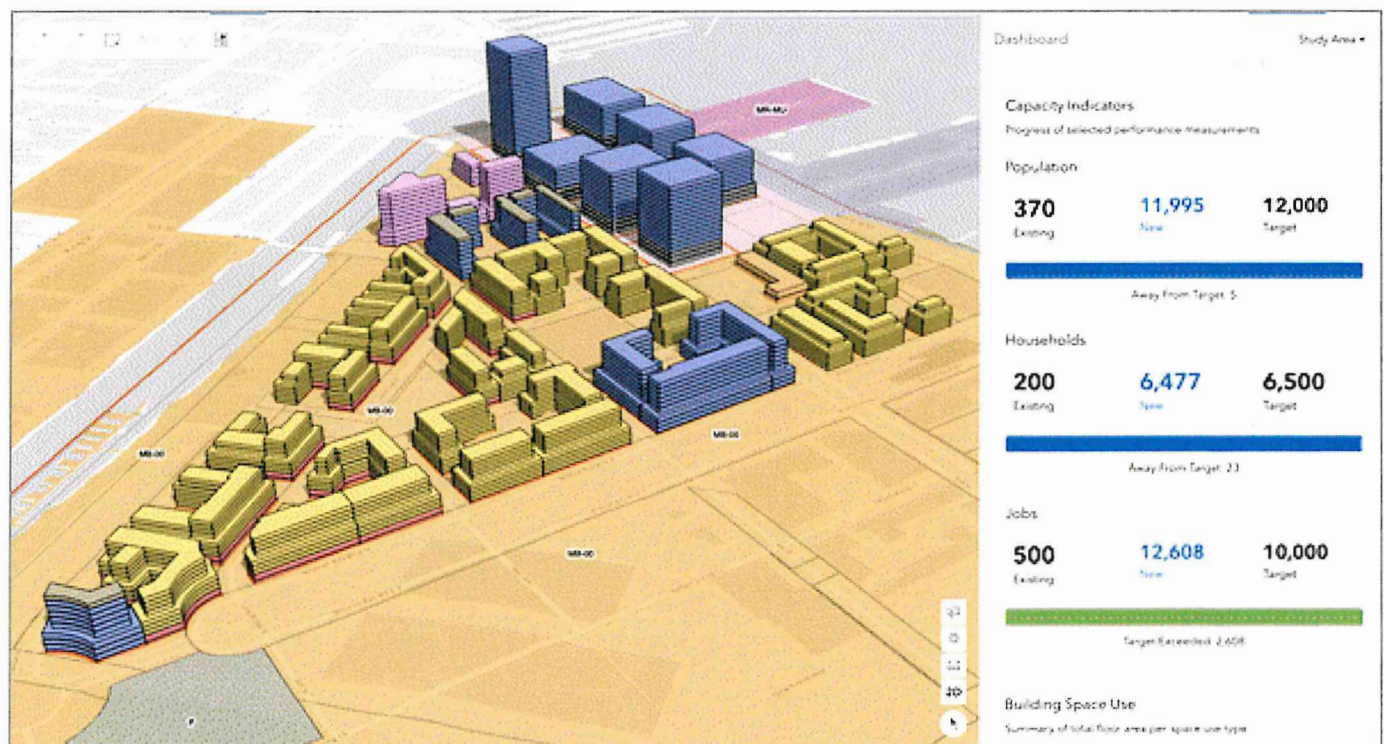 Dashboard
Study Area
Capacity Indicators
Progress of selected performance measurements
Population
370
11,995
12,000
Existing
New
Target
Away From Target: 5
Households
200
6,477
6,500
Existing
New
Target
Away From Target: 23
Jobs
500
12,608
10,000
Existing
New
Target
Target Exceeded: 2,608
Building Space Use
Summary of total floor area per space use type
P